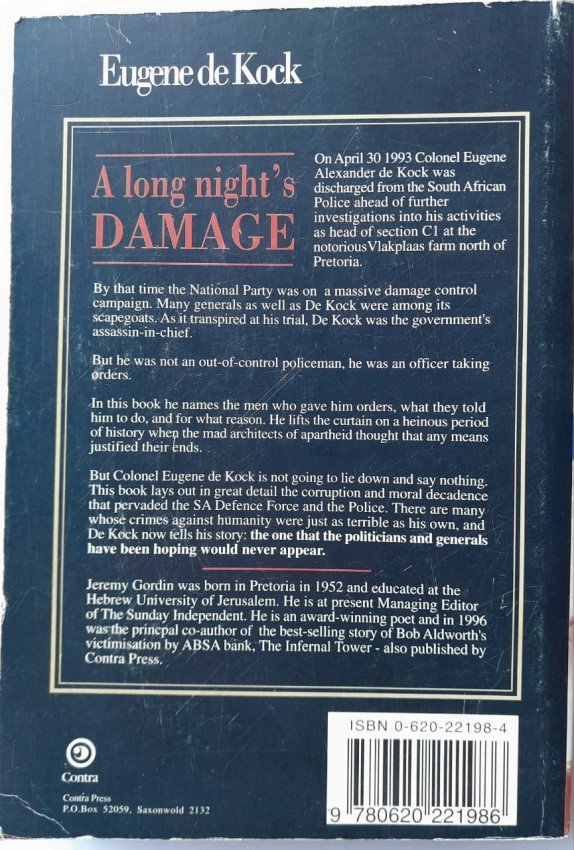 Eugene de Kock
A long night's
DAMAGE
On April 30 1993 Colonel Eugene
Alexander de Kock was
discharged from the South African
Police ahead of further
investigations into his activities
as head of section C1 at the
notorious Vlakplaas farm north of
Pretoria.
By that time the National Party was on a massive damage control
campaign. Many generals as well as De Kock were among its
scapegoats. As it transpired at his trial, De Kock was the government's
assassin-in-chief.
But he was not an out-of-control policeman, he was an officer taking
orders.
In this book he names the men who gave him orders, what they told
him to do, and for what reason. He lifts the curtain on a heinous period
of history when the mad architects of apartheid thought that any means
justified their ends.
But Colonel Eugene de Kock is not going to lie down and say nothing.
This book lays out in great detail the corruption and moral decadence
that pervaded the SA Defence Force and the Police. There are many
whose crimes against humanity were just as terrible as his own, and
De Kock now tells his story: the one that the politicians and generals
have been hoping would never appear.
Jeremy Gordin was born in Pretoria in 1952 and educated at the
Hebrew University of Jerusalem. He is at present Managing Editor
of The Sunday Independent. He is an award-winning poet and in 1996
was the princpal co-author of the best-selling story of Bob Aldworth's
victimisation by ABSA bank, The Infernal Tower - also published by
Contra Press.
Contra
Contra Press
P.O.Box 52059, Saxonwold 2132
ISBN 0-620-22198-4
9 780620 221986